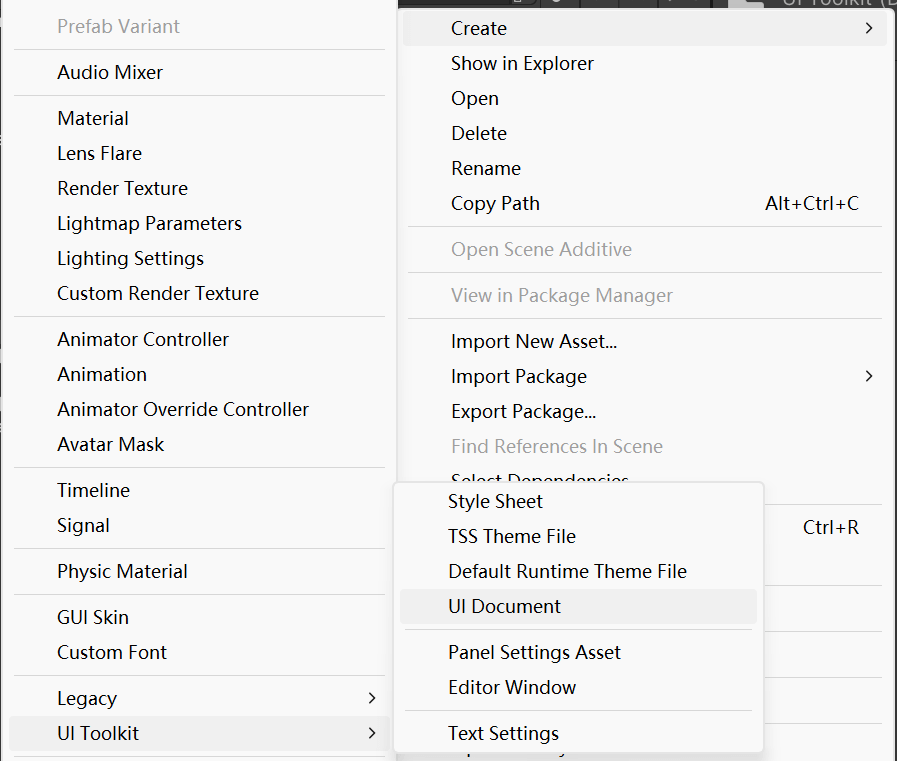 UI Toolkit
Prefab Variant
Audio Mixer
Material
Lens Flare
Render Texture
Lightmap Parameters
Lighting Settings
Custom Render Texture
Animator Controller
Animation
Animator Override Controller
Avatar Mask
Timeline
Signal
Physic Material
GUI Skin
Custom Font
Legacy
UI Toolkit
Create
Show in Explorer
Open
Delete
Rename
Copy Path Alt+Ctrl+C
Open Scene Additive
View in Package Manager
Import New Asset...
Import Package
Export Package...
Find References In Scene
Select Dependencies
Ctrl+R
Style Sheet
TSS Theme File
Default Runtime Theme File
UI Document
Panel Settings Asset
Editor Window
Text Settings